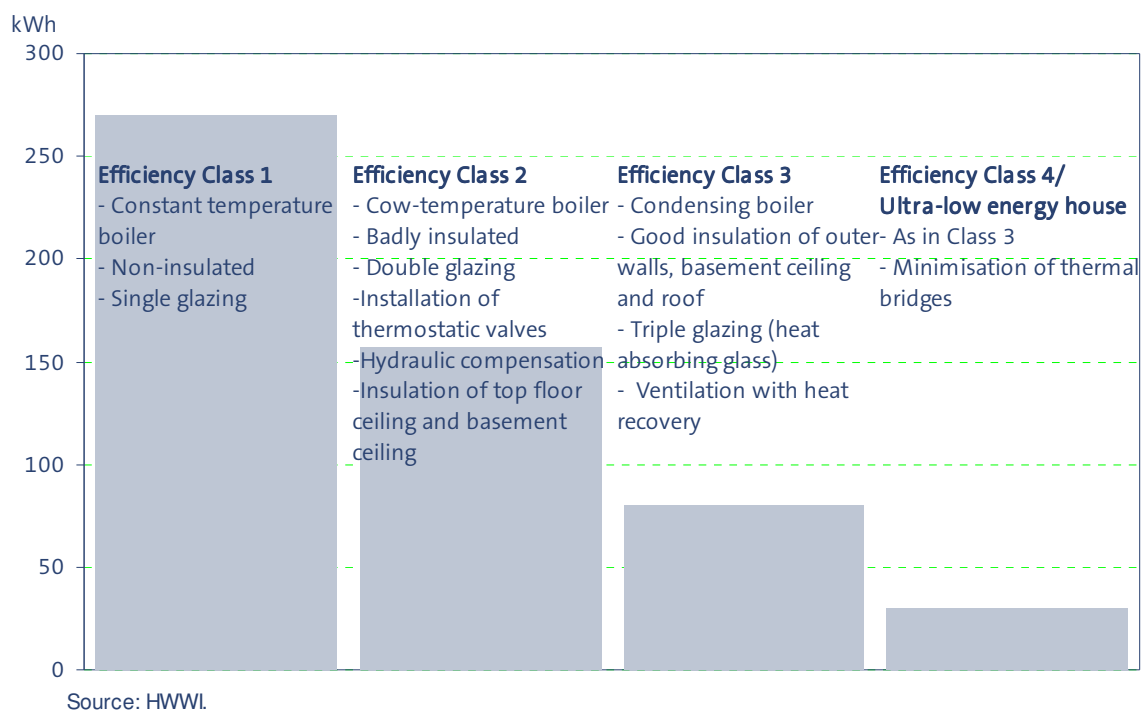 kWh
300
250
200
150
100
50
0
Efficiency Class 1
- Constant temperature
boiler
- Non-insulated
- Single glazing
Efficiency Class 2
- Cow-temperature boiler
- Badly insulated
- Double glazing
-Installation of
thermostatic valves
-Hydraulic compensation
-Insulation of top floor
ceiling and basement
ceiling
Efficiency Class 3
- Condensing boiler
- Good insulation of outer
walls, basement ceiling
and roof
- Triple glazing (heat
absorbing glass)
- Ventilation with heat
recovery
Efficiency Class 4/
Ultra-low energy house
- As in Class 3
- Minimisation of thermal
bridges
Source: HWWI.